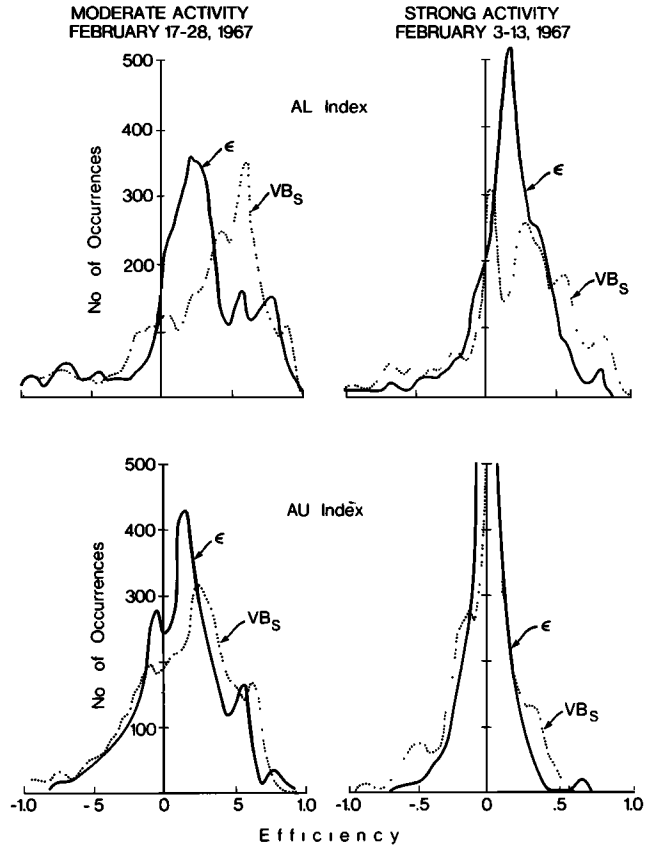 MODERATE ACTIVITY
FEBRUARY 17-28, 1967
STRONG ACTIVITY
FEBRUARY 3-13, 1967
AL Index
No of Occurrences
500
400
300
200
ϵ
VBS
ϵ
VBS
AU Index
No of Occurrences
500
400
300
100
ϵ
VBS
ϵ
VBS
-1.0 -5 0 5 1.0
-1.0 -.5 0 .5 1.0
Efficiency